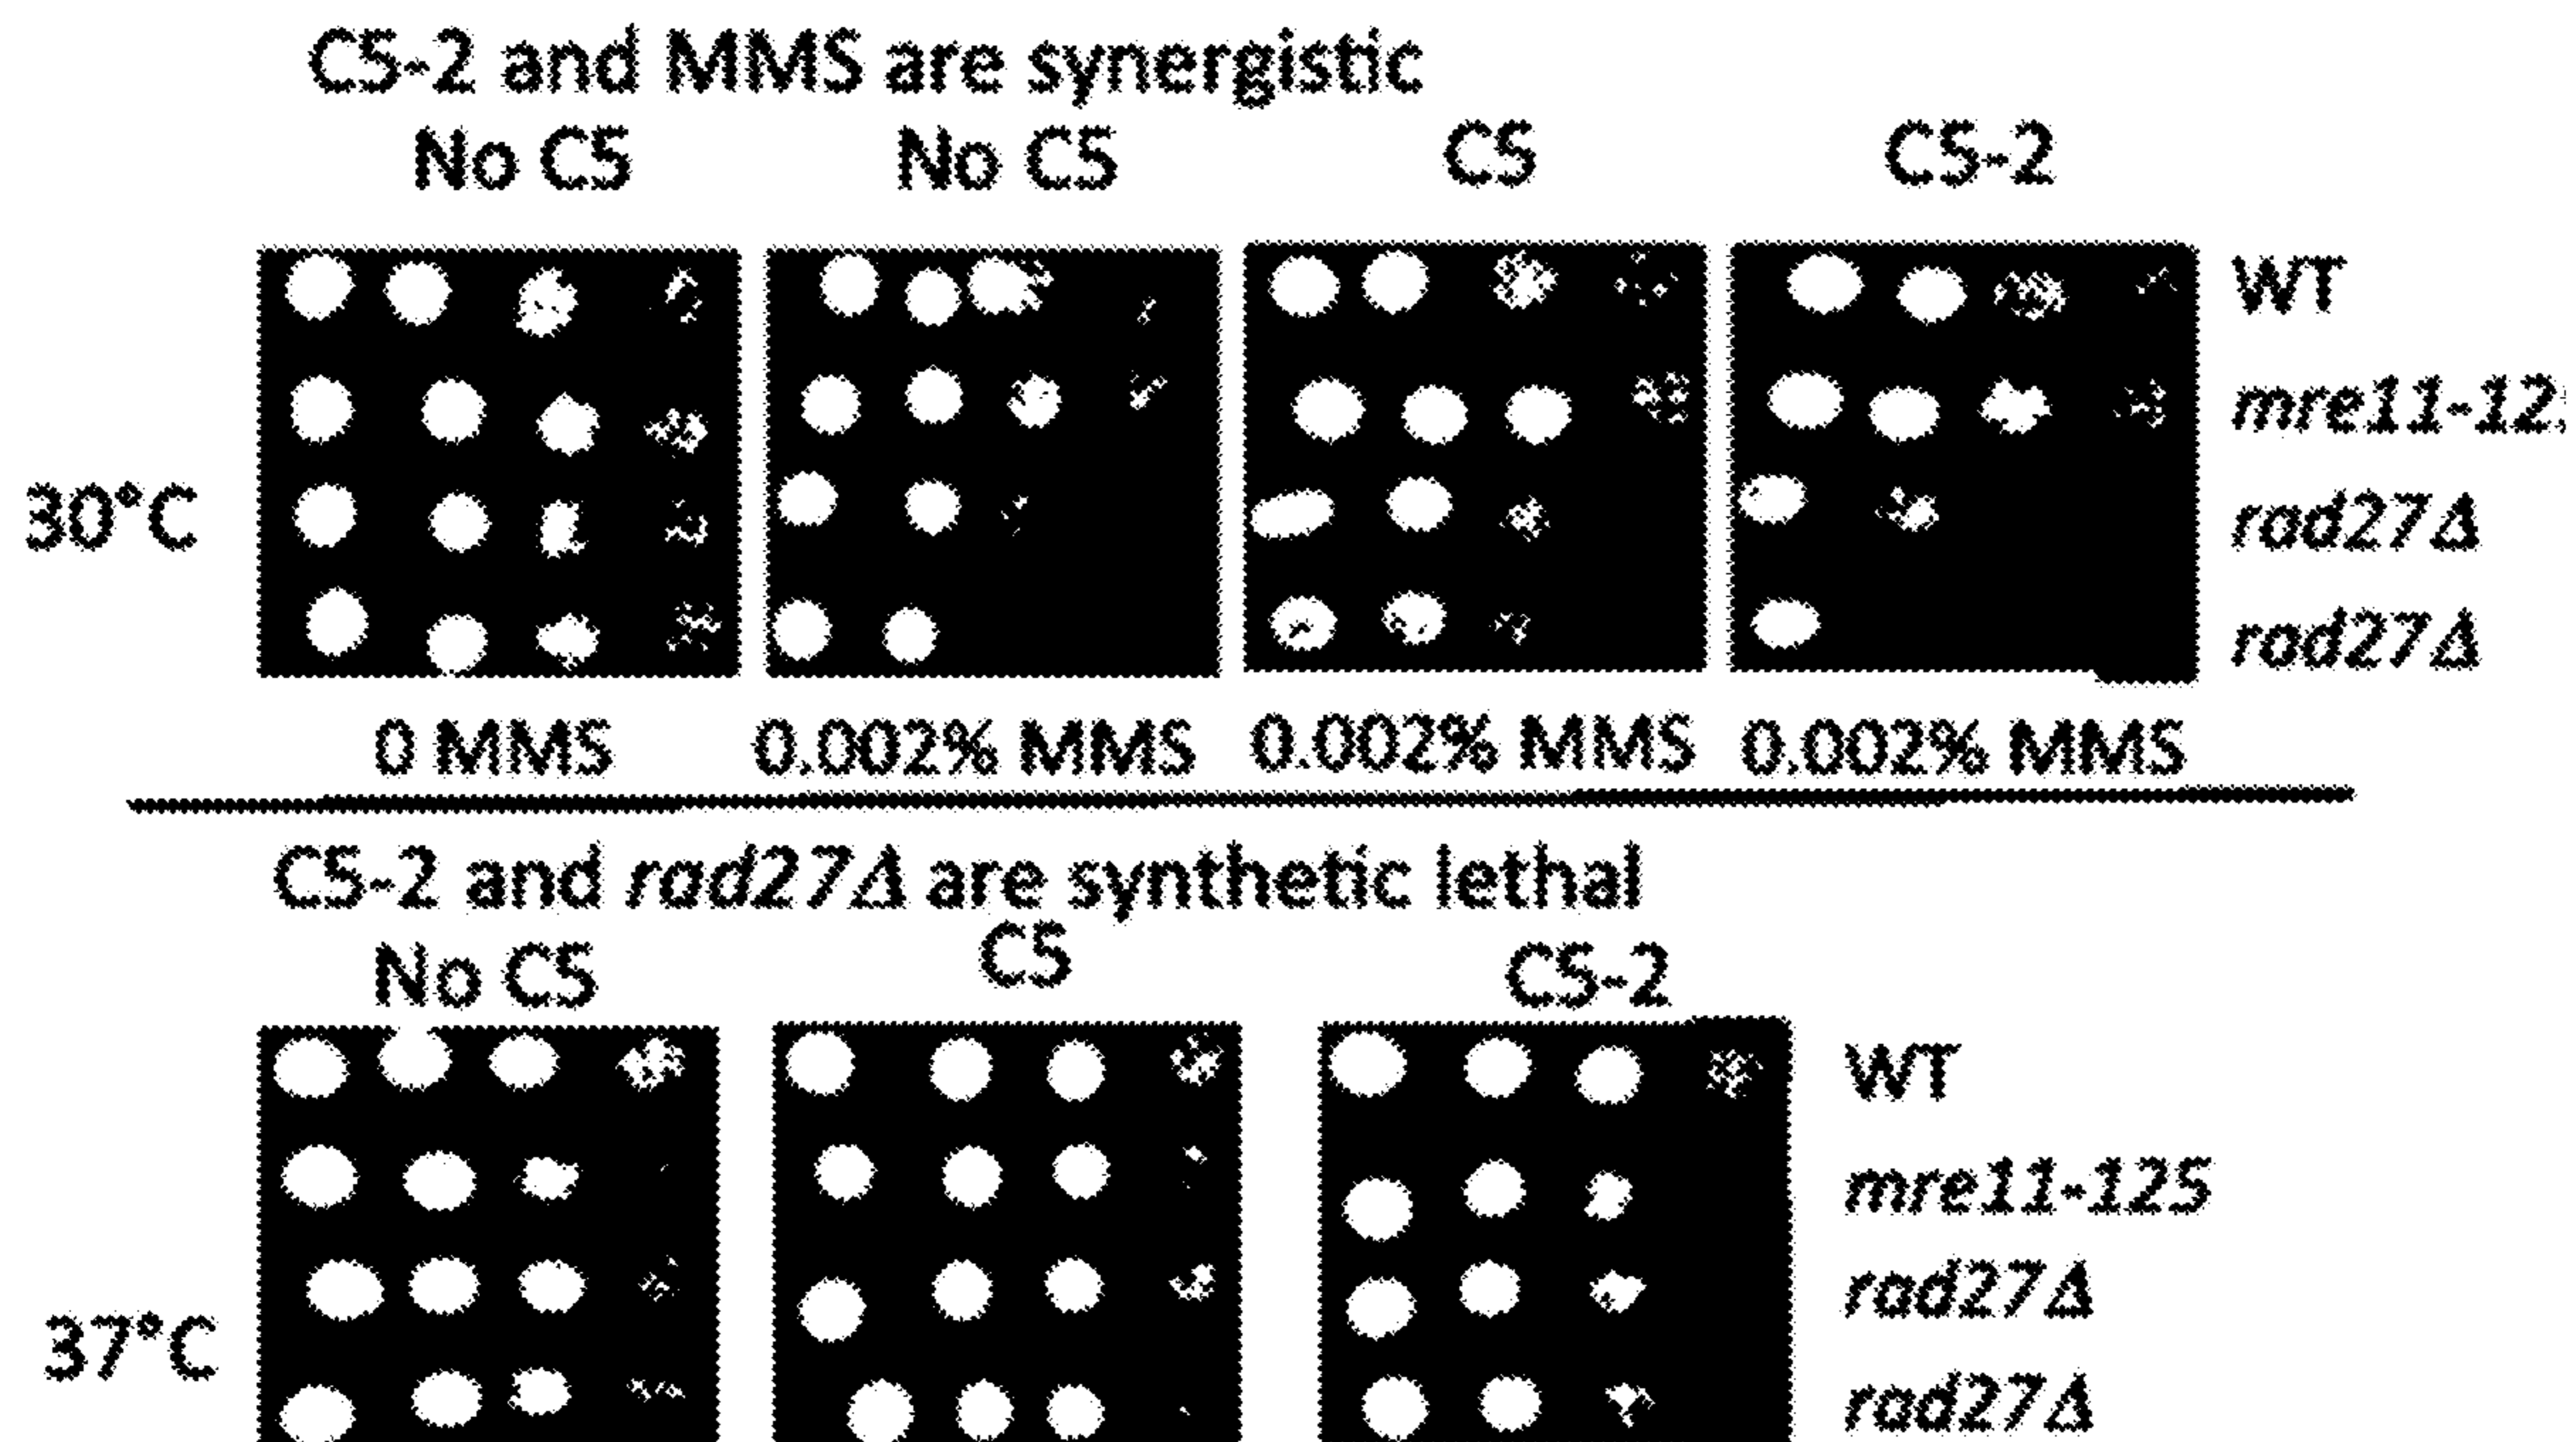 C5-2 and MMS are synergistic
No C5 No C5 C5 C5-2
WT
mre11-12
30°C
rad27Δ
rad27Δ
0 MMS 0.002% MMS 0.002% MMS 0.002% MMS
C5-2 and rad27Δ are synthetic lethal
No C5 C5 C5-2
WT
mre11-125
rad27Δ
37°C
rad27Δ